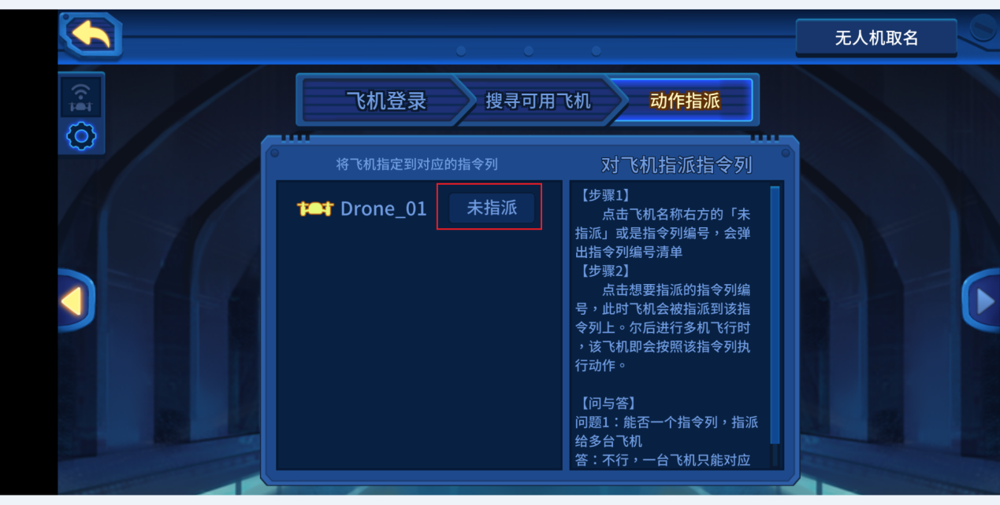 无人机取名
飞机登录
搜寻可用飞机
动作指派
将飞机指定到对应的指令列
对飞机指派指令列
Drone_01
未指派
【步骤1】
点击飞机名称右方的「未
指派」或是指令列编号，会弹
出指令列编号清单
【步骤2】
点击想要指派的指令列编
号，此时飞机会被指派到该指
令列上。尔后进行多机飞行时
，该飞机即会按照该指令列执
行动作。
【问与答】
问题1：能否一个指令列，指派
给多台飞机
答：不行，一台飞机只能对应